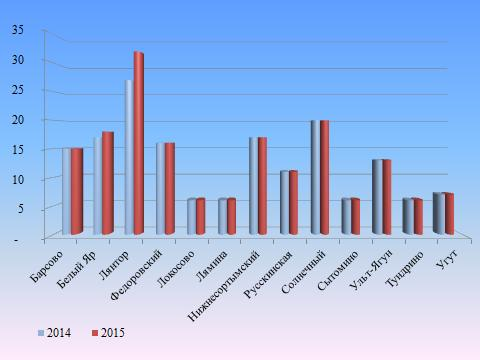 35
30
25
20
15
10
5
-
Барсово
Белый Яр
Лянтор
Федоровский
Локосово
Лямина
Нижнесортымский
Русскинская
Солнечный
Сытомино
Ульт-Ягун
Тундрино
Угут
2014 2015